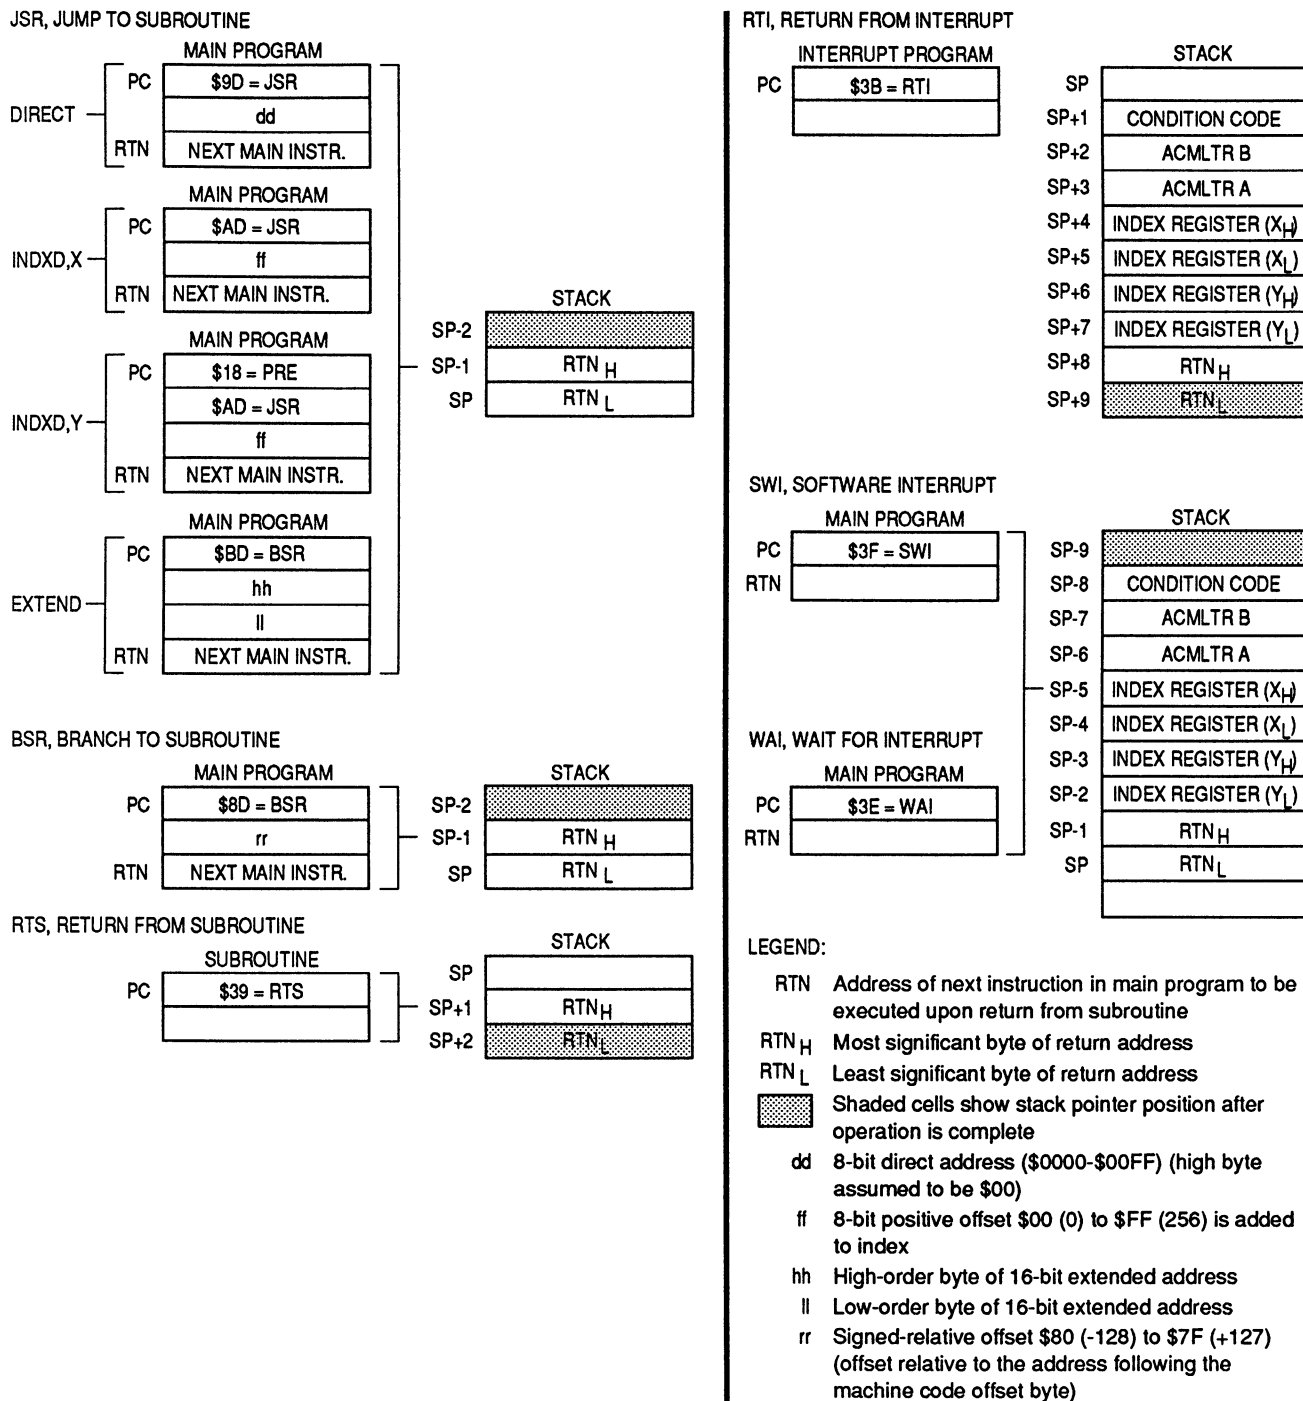 JSR, JUMP TO SUBROUTINE
MAIN PROGRAM
DIRECT
PC $9D = JSR
dd
RTN NEXT MAIN INSTR.
MAIN PROGRAM
INDXD,X
PC $AD = JSR
ff
RTN NEXT MAIN INSTR.
MAIN PROGRAM
INDXD,Y
PC $18 = PRE
$AD = JSR
ff
RTN NEXT MAIN INSTR.
MAIN PROGRAM
EXTEND
PC $BD = BSR
hh
ll
RTN NEXT MAIN INSTR.
STACK
SP-2
SP-1 RTN H
SP RTN L
BSR, BRANCH TO SUBROUTINE
MAIN PROGRAM
PC $8D = BSR
rr
RTN NEXT MAIN INSTR.
STACK
SP-2
SP-1 RTN H
SP RTN L
RTS, RETURN FROM SUBROUTINE
SUBROUTINE
PC $39 = RTS
STACK
SP
SP+1 RTNH
SP+2 RTNL
RTI, RETURN FROM INTERRUPT
INTERRUPT PROGRAM
PC $3B = RTI
STACK
SP
SP+1 CONDITION CODE
SP+2 ACMLTR B
SP+3 ACMLTR A
SP+4 INDEX REGISTER (XH)
SP+5 INDEX REGISTER (XL)
SP+6 INDEX REGISTER (YH)
SP+7 INDEX REGISTER (YL)
SP+8 RTNH
SP+9 RTNL
SWI, SOFTWARE INTERRUPT
MAIN PROGRAM
PC $3F = SWI
RTN
WAI, WAIT FOR INTERRUPT
MAIN PROGRAM
PC $3E = WAI
RTN
STACK
SP-9
SP-8 CONDITION CODE
SP-7 ACMLTR B
SP-6 ACMLTR A
SP-5 INDEX REGISTER (XH)
SP-4 INDEX REGISTER (XL)
SP-3 INDEX REGISTER (YH)
SP-2 INDEX REGISTER (YL)
SP-1 RTNH
SP RTNL
LEGEND:
RTN Address of next instruction in main program to be
executed upon return from subroutine
RTN H Most significant byte of return address
RTN L Least significant byte of return address
Shaded cells show stack pointer position after
operation is complete
dd 8-bit direct address ($0000-$00FF) (high byte
assumed to be $00)
ff 8-bit positive offset $00 (0) to $FF (256) is added
to index
hh High-order byte of 16-bit extended address
ll Low-order byte of 16-bit extended address
rr Signed-relative offset $80 (-128) to $7F (+127)
(offset relative to the address following the
machine code offset byte)